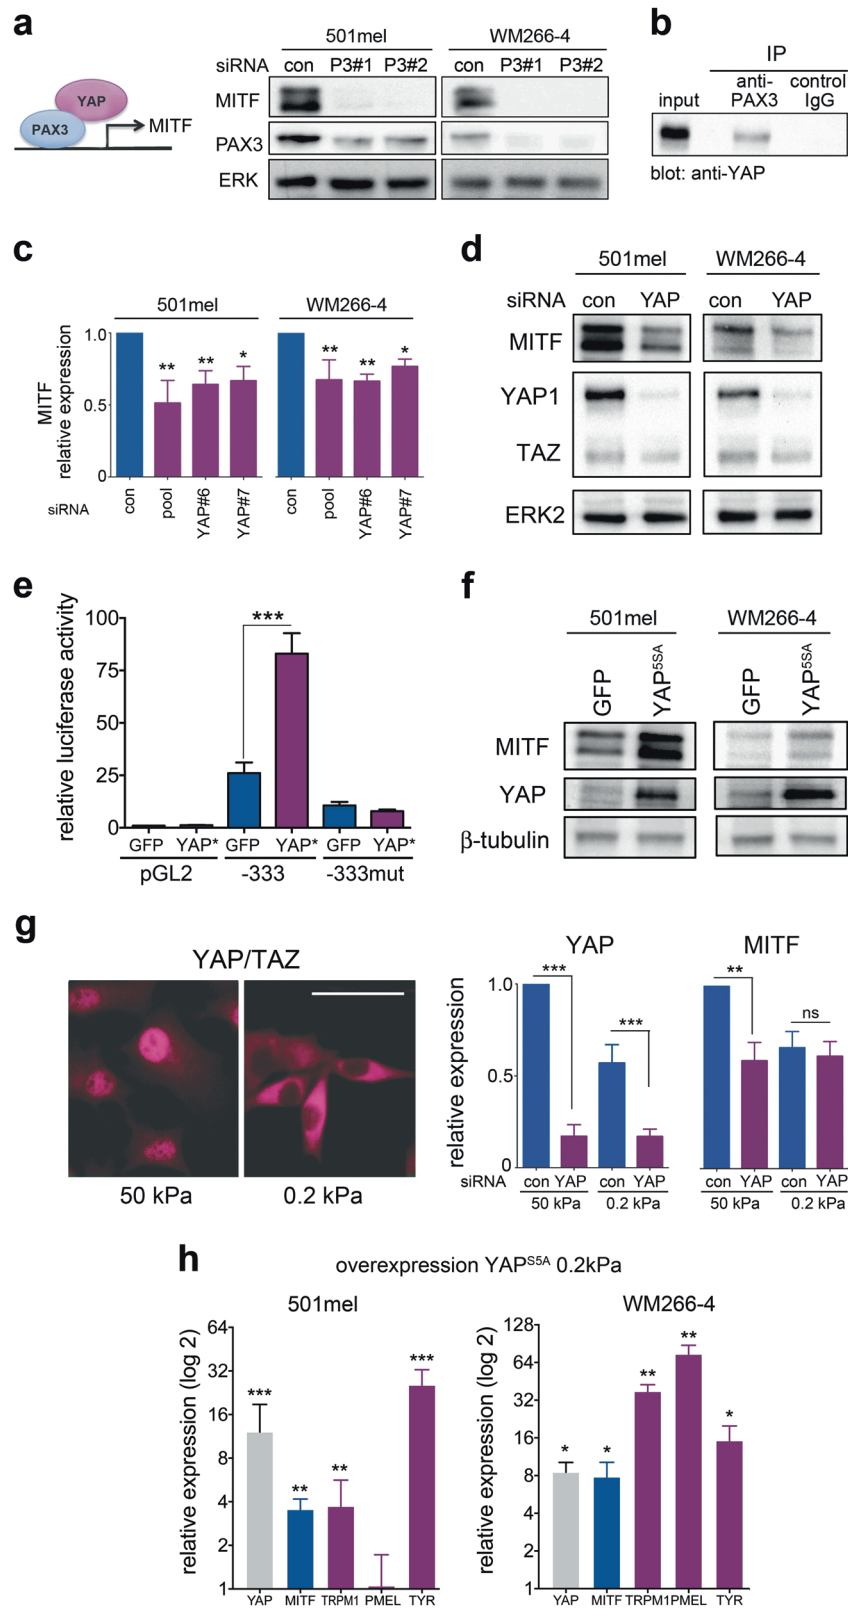 a
501mel WM266-4
siRNA con P3#1 P3#2 con P3#1 P3#2
MITF
PAX3
ERK
YAP
PAX3
MITF
b
IP
input anti-PAX3 control IgG
blot: anti-YAP
c
501mel WM266-4
MITF
relative expression
1.0
0.5
0
** ** * ** ** *
siRNA con pool YAP#6 YAP#7 con pool YAP#6 YAP#7
d
501mel WM266-4
siRNA con YAP con YAP
MITF
YAP1
TAZ
ERK2
e
relative luciferase activity
100
75
50
25
0
***
GFP YAP* GFP YAP* GFP YAP*
pGL2 -333 -333mut
f
501mel WM266-4
GFP YAP5SA GFP YAP5SA
MITF
YAP
β-tubulin
g
YAP/TAZ
50 kPa 0.2 kPa
YAP MITF
relative expression
1.0
0.5
0
*** *** ** ns
siRNA con YAP con YAP con YAP con YAP
50 kPa 0.2 kPa 50 kPa 0.2 kPa
h
overexpression YAPS5A 0.2kPa
501mel
relative expression (log 2)
64
32
16
8
4
2
1
*** ** ** ***
YAP MITF TRPM1 PMEL TYR
WM266-4
relative expression (log 2)
128
64
32
16
8
4
2
1
* * ** ** *
YAP MITF TRPM1 PMEL TYR